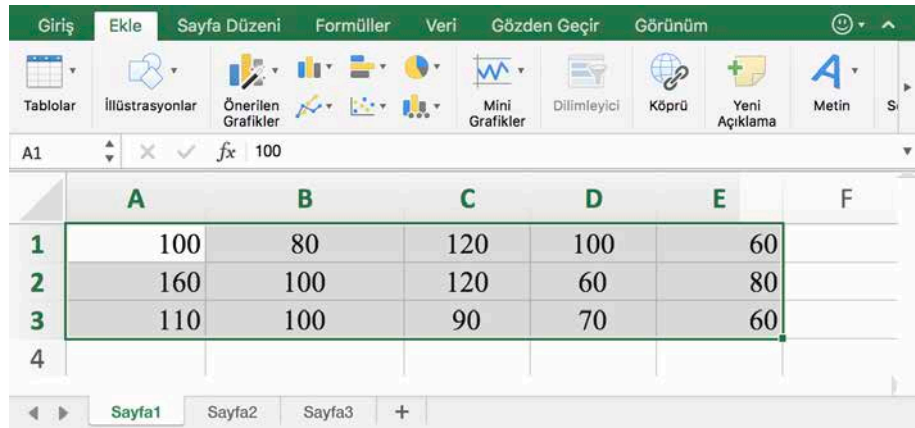 Giriş Ekle Sayfa Düzeni Formüller Veri Gözden Geçir Görünüm
Tablolar İllüstrasyonlar Önerilen Grafikler Mini Grafikler Dilimleyici Köprü Yeni Açıklama Metin
A1 fx 100
A B C D E F
1 100 80 120 100 60
2 160 100 120 60 80
3 110 100 90 70 60
4
Sayfa1 Sayfa2 Sayfa3 +